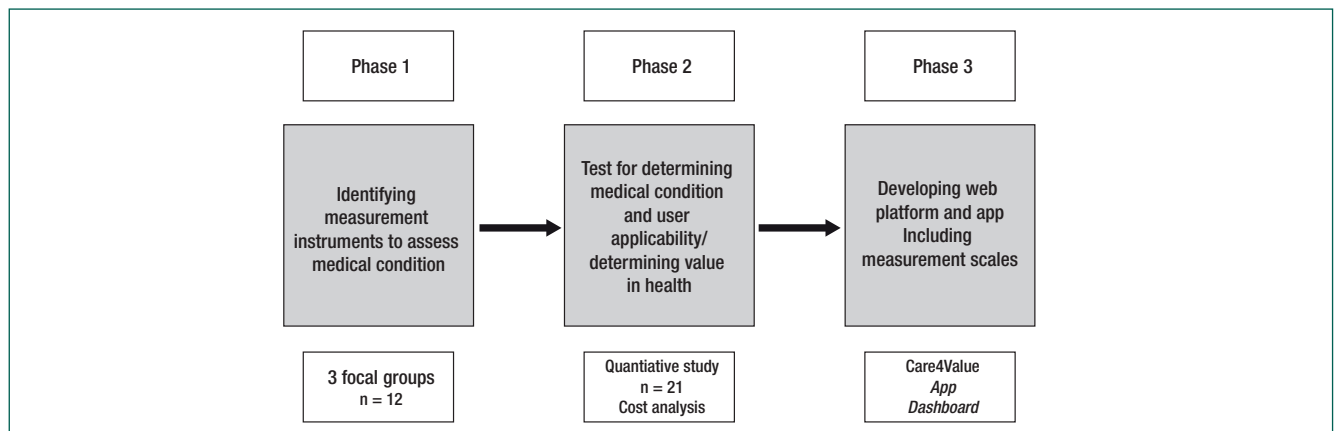 Phase 1
Phase 2
Phase 3
Identifying
measurement
instruments to assess
medical condition
Test for determining
medical condition
and user
applicability/
determining value
in health
Developing web
platform and app
Including
measurement scales
3 focal groups
n = 12
Quantiative study
n = 21
Cost analysis
Care4Value
App
Dashboard